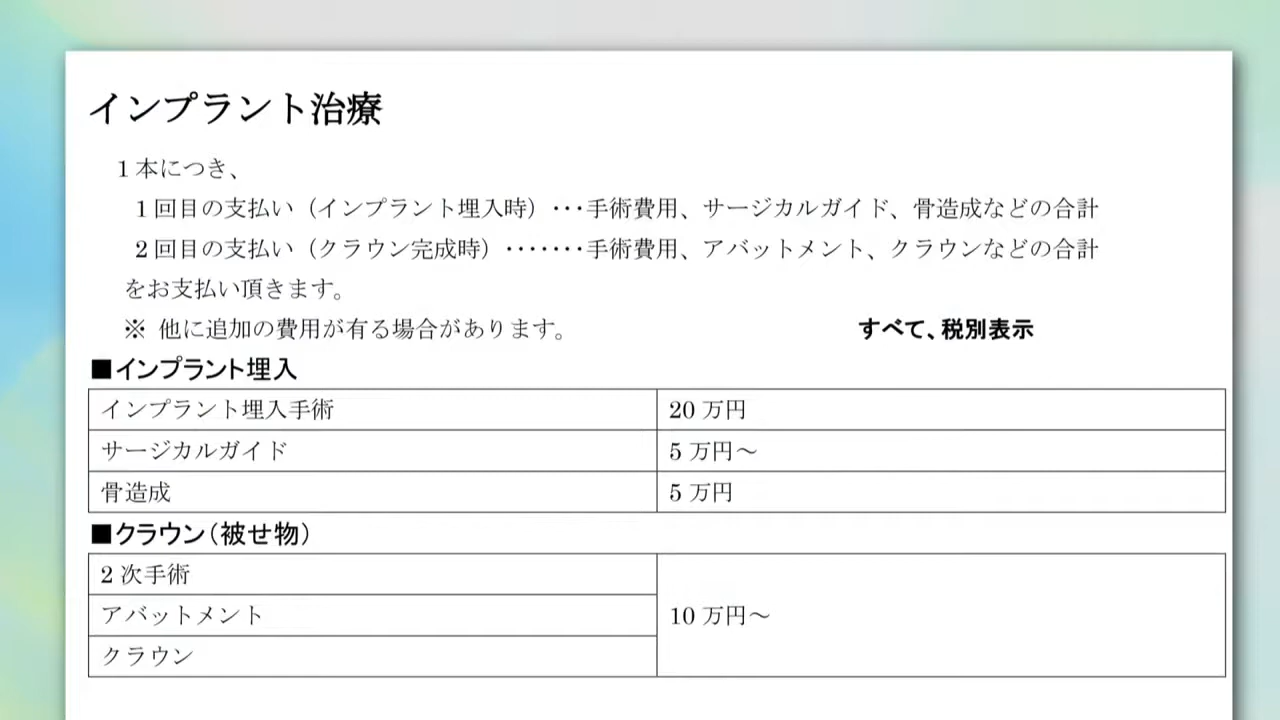 インプラント治療
1 本につき、
1 回目の支払い（インプラント埋入時）･･･手術費用、サージカルガイド、骨造成などの合計
2 回目の支払い（クラウン完成時）･･･････手術費用、アバットメント、クラウンなどの合計
をお支払い頂きます。
※ 他に追加の費用が有る場合があります。 すべて、税別表示
■インプラント埋入
インプラント埋入手術 20 万円
サージカルガイド 5 万円～
骨造成 5 万円
■クラウン（被せ物）
2 次手術
アバットメント 10 万円～
クラウン